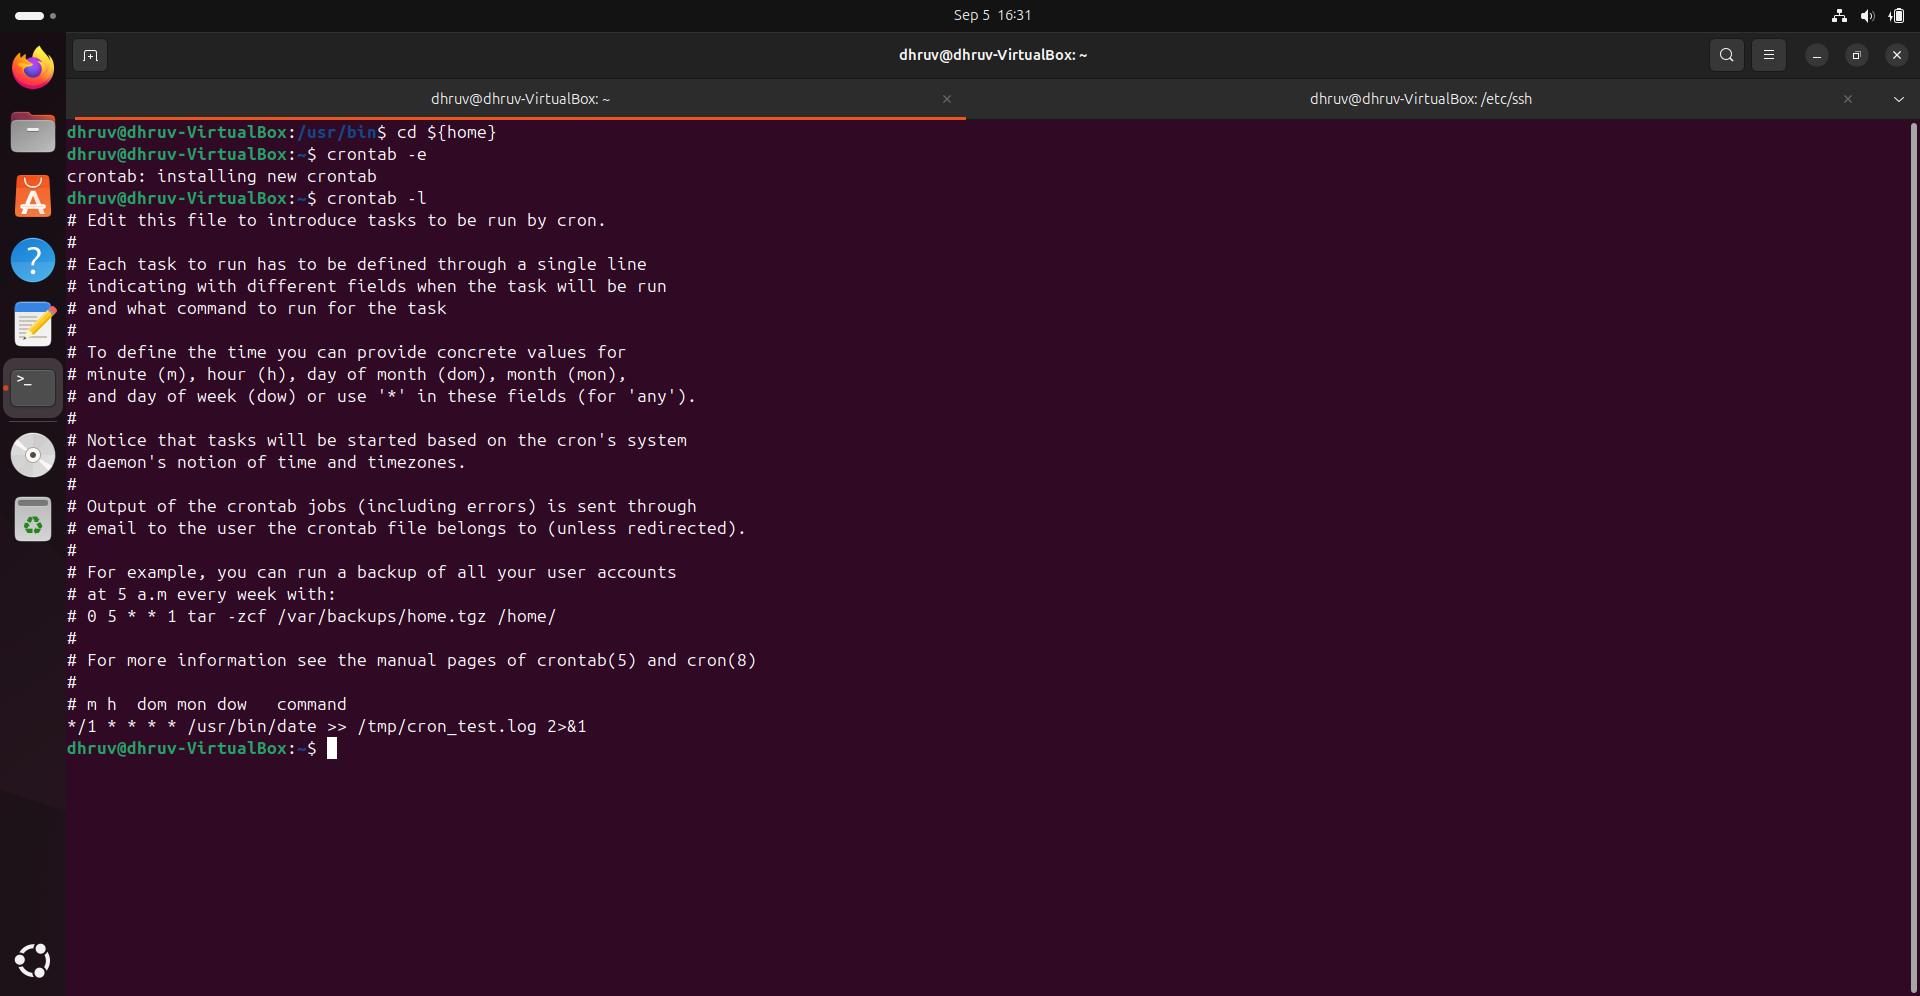 Sep 5 16:31
dhruv@dhruv-VirtualBox: ~
dhruv@dhruv-VirtualBox: ~
dhruv@dhruv-VirtualBox: /etc/ssh
dhruv@dhruv-VirtualBox:/usr/bin$ cd ${home}
dhruv@dhruv-VirtualBox:~$ crontab -e
crontab: installing new crontab
dhruv@dhruv-VirtualBox:~$ crontab -l
# Edit this file to introduce tasks to be run by cron.
#
# Each task to run has to be defined through a single line
# indicating with different fields when the task will be run
# and what command to run for the task
#
# To define the time you can provide concrete values for
# minute (m), hour (h), day of month (dom), month (mon),
# and day of week (dow) or use '*' in these fields (for 'any').
#
# Notice that tasks will be started based on the cron's system
# daemon's notion of time and timezones.
#
# Output of the crontab jobs (including errors) is sent through
# email to the user the crontab file belongs to (unless redirected).
#
# For example, you can run a backup of all your user accounts
# at 5 a.m every week with:
# 0 5 * * 1 tar -zcf /var/backups/home.tgz /home/
#
# For more information see the manual pages of crontab(5) and cron(8)
#
# m h  dom mon dow   command
*/1 * * * * /usr/bin/date >> /tmp/cron_test.log 2>&1
dhruv@dhruv-VirtualBox:~$